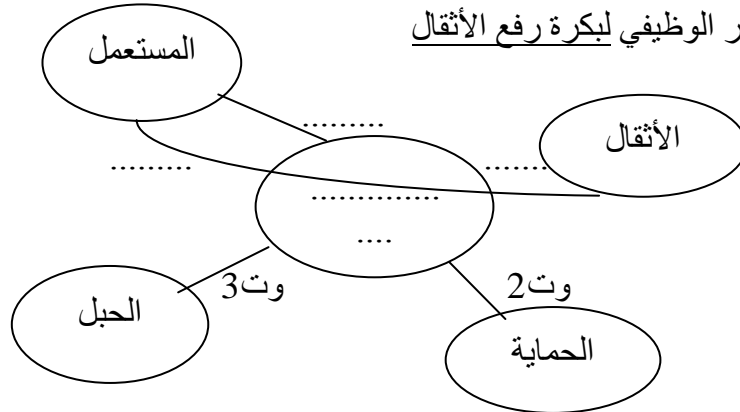 ر الوظيفي لبكرة رفع الأثقال
المستعمل
.........
الأثقال
.........
.......
..............
....
وت3
وت2
الحبل
الحماية